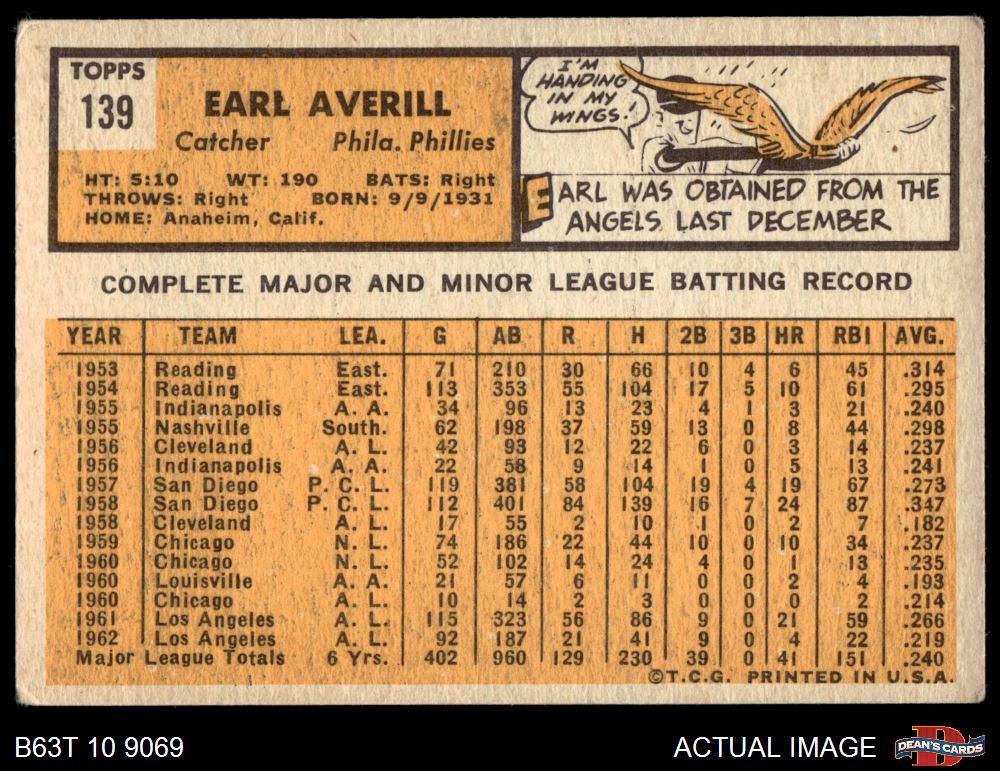 TOPPS
139
EARL AVERILL
Catcher Phila. Phillies
HT: 5:10 WT: 190 BATS: Right
THROWS: Right BORN: 9/9/1931
HOME: Anaheim, Calif.
I'M
HANDING
IN MY
WINGS!
EARL WAS OBTAINED FROM THE
ANGELS LAST DECEMBER
COMPLETE MAJOR AND MINOR LEAGUE BATTING RECORD
YEAR TEAM LEA. G AB R H 2B 3B HR RBI AVG.
1953 Reading East. 71 210 30 66 10 4 6 45 .314
1954 Reading East. 113 353 55 104 17 5 10 61 .295
1955 Indianapolis A. A. 34 96 13 23 4 1 3 21 .240
1955 Nashville South. 62 198 37 59 13 0 8 44 .298
1956 Cleveland A. L. 42 93 12 22 6 0 3 14 .237
1956 Indianapolis A. A. 22 58 9 14 1 0 5 13 .241
1957 San Diego P. C. L. 119 381 58 104 19 4 19 67 .273
1958 San Diego P. C. L. 112 401 84 139 16 7 24 87 .347
1958 Cleveland A. L. 17 55 2 10 1 0 2 7 .182
1959 Chicago N. L. 74 186 22 44 10 0 10 34 .237
1960 Chicago N. L. 52 102 14 24 4 0 1 13 .235
1960 Louisville A. A. 21 57 6 11 0 0 2 4 .193
1960 Chicago A. L. 10 14 2 3 0 0 0 2 .214
1961 Los Angeles A. L. 115 323 56 86 9 0 21 59 .266
1962 Los Angeles A. L. 92 187 21 41 9 0 4 22 .219
Major League Totals 6 Yrs. 402 960 129 230 39 0 41 151 .240
©T.C.G. PRINTED IN U.S.A.
B63T 10 9069
ACTUAL IMAGE
DEAN'S CARDS